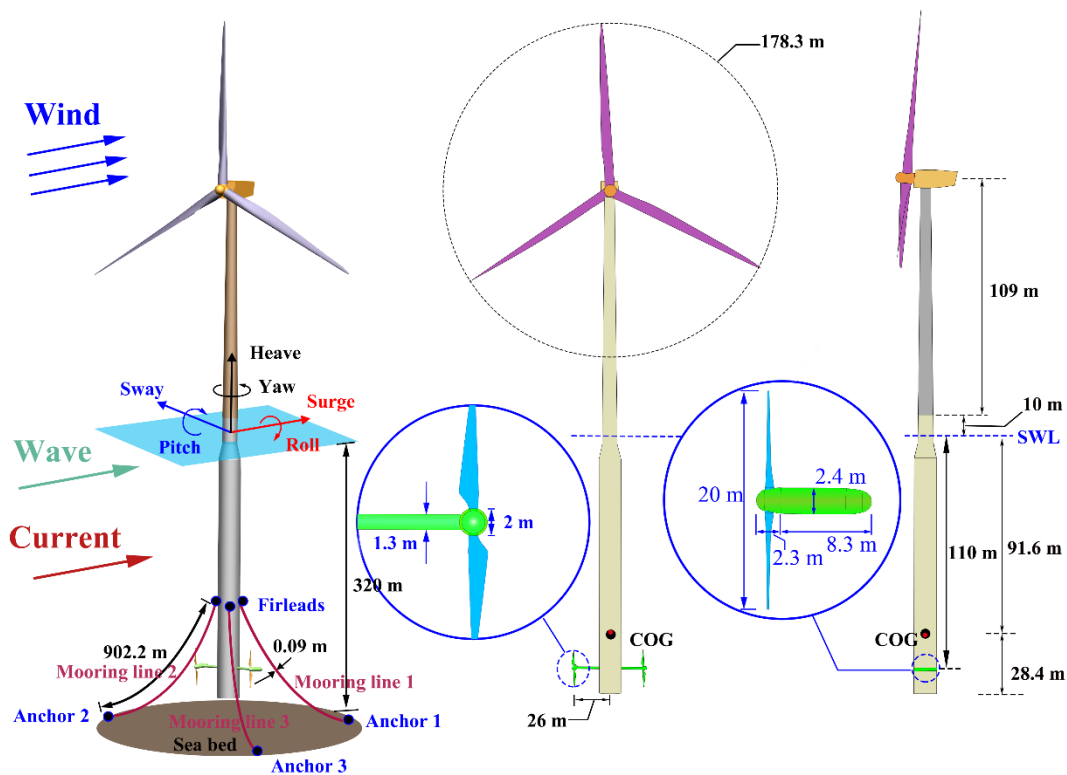 Wind
178.3 m
109 m
Heave
Yaw
Sway
Surge
Pitch
Roll
10 m
SWL
Wave
2.4 m
20 m
2 m
1.3 m
2.3 m
8.3 m
110 m
91.6 m
Current
320 m
Firleads
COG
COG
902.2 m
0.09 m
Mooring line 2
Mooring line 1
28.4 m
26 m
Anchor 2
Mooring line 3
Anchor 1
Sea bed
Anchor 3